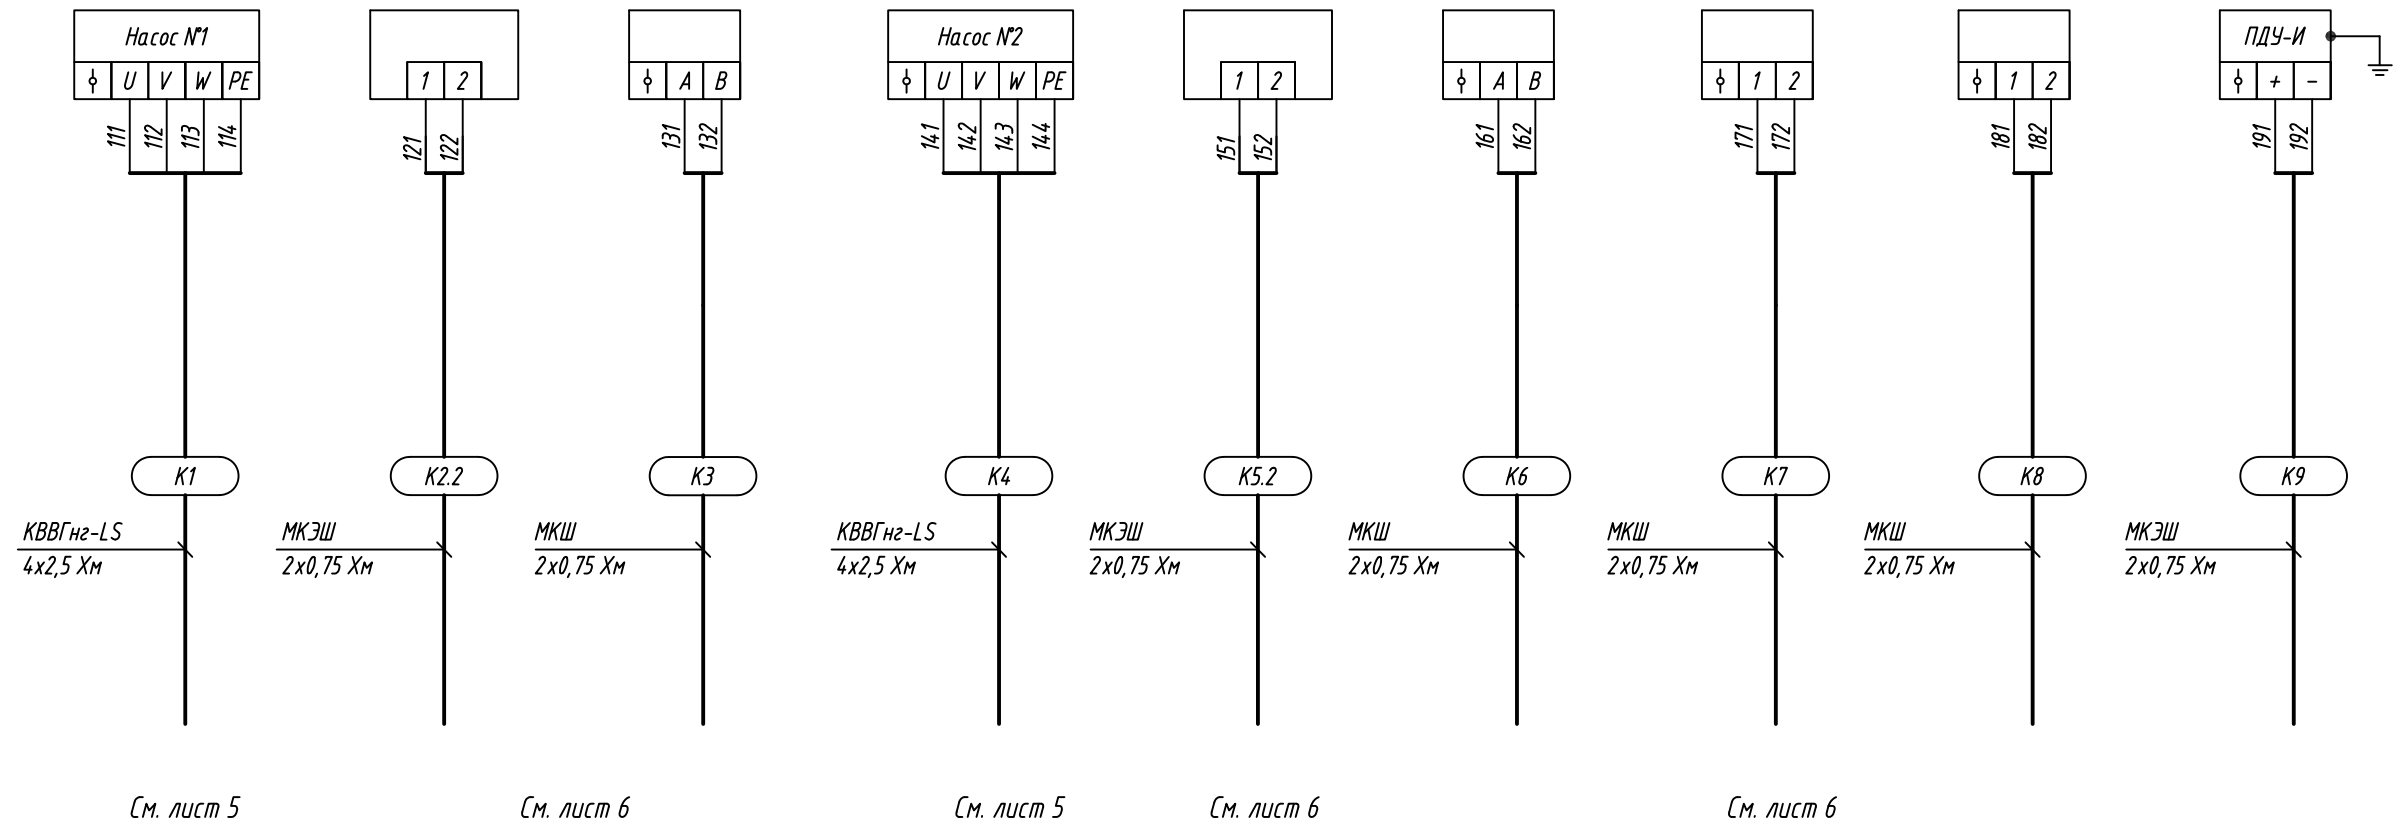 Насос №1
U V W PE
111 112 113 114
K1
КВВГнг-LS
4х2,5 Хм
1 2
121 122
K2.2
МКЭШ
2х0,75 Хм
A B
131 132
K3
МКШ
2х0,75 Хм
Насос №2
U V W PE
141 142 143 144
K4
КВВГнг-LS
4х2,5 Хм
1 2
151 152
K5.2
МКЭШ
2х0,75 Хм
A B
161 162
K6
МКШ
2х0,75 Хм
1 2
171 172
K7
МКШ
2х0,75 Хм
1 2
181 182
K8
МКШ
2х0,75 Хм
ПДУ-И
+ -
191 192
K9
МКЭШ
2х0,75 Хм
См. лист 5
См. лист 6
См. лист 5
См. лист 6
См. лист 6